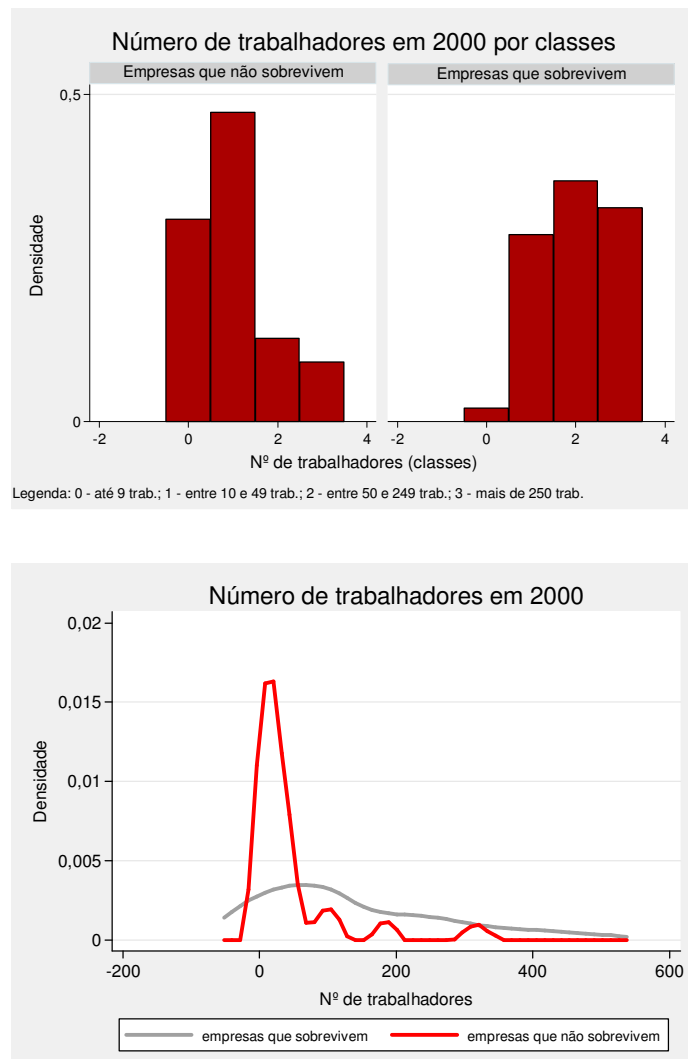 Número de trabalhadores em 2000 por classes
Empresas que não sobrevivem
Empresas que sobrevivem
0,5
0
Densidade
-2 0 2 4
-2 0 2 4
Nº de trabalhadores (classes)
Legenda: 0 - até 9 trab.; 1 - entre 10 e 49 trab.; 2 - entre 50 e 249 trab.; 3 - mais de 250 trab.
Número de trabalhadores em 2000
0,02
0,015
0,01
0,005
0
Densidade
-200 0 200 400 600
Nº de trabalhadores
empresas que sobrevivem
empresas que não sobrevivem